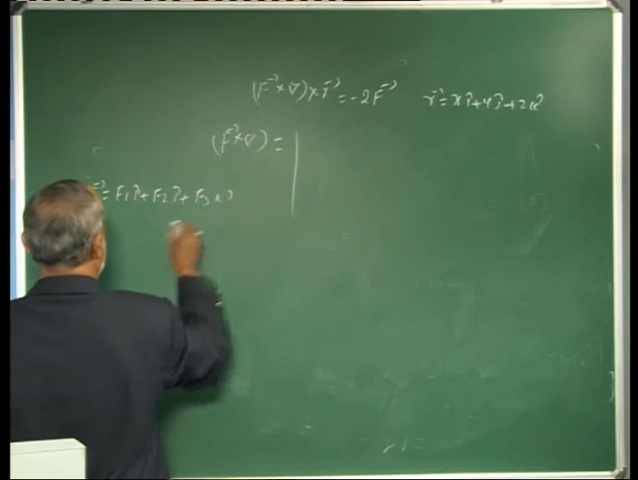 (F⃗ × ∇) × r⃗ = -2F⃗ r⃗ = xî + yĵ + zk̂
(F⃗ × ∇) = |
F⃗ = F₁î + F₂ĵ + F₃k̂